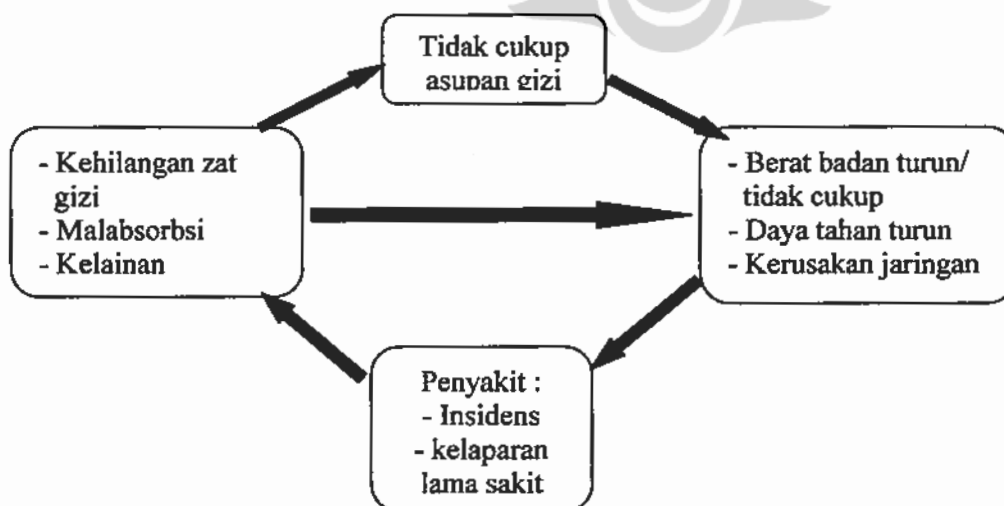 Tidak cukup
asupan gizi
- Kehilangan zat
gizi
- Malabsorbsi
- Kelainan
- Berat badan turun/
tidak cukup
- Daya tahan turun
- Kerusakan jaringan
Penyakit :
- Insidens
- kelaparan
lama sakit